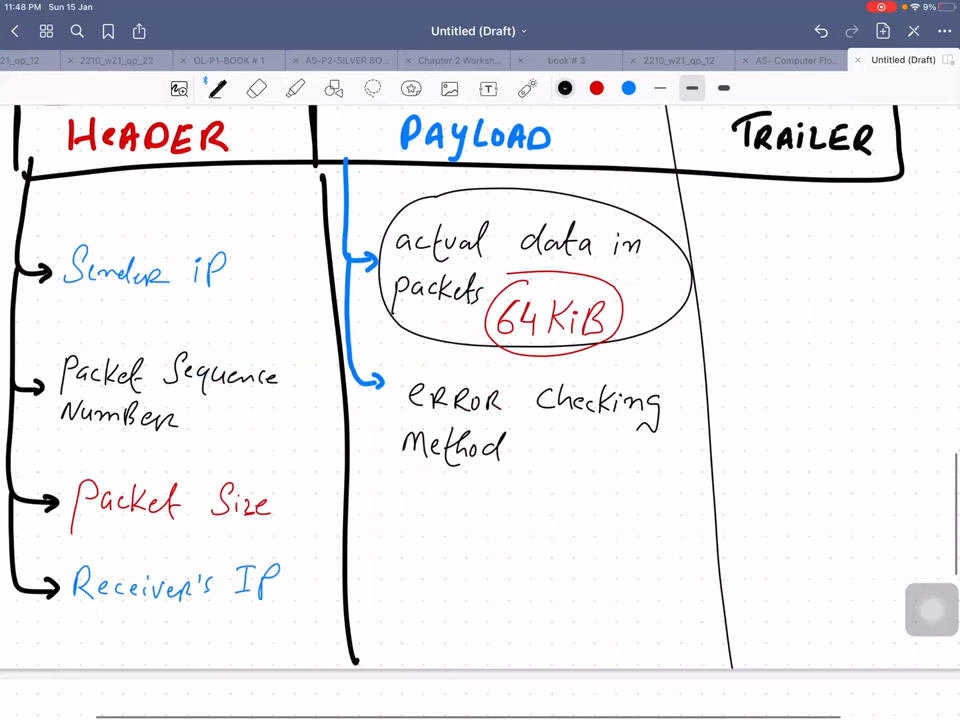 11:48 PM Sun 15 Jan
9%
Untitled (Draft)
21_qp_12
2210_w21_qp_22
OL-P1-BOOK # 1
AS-P2-SILVER BO...
Chapter 2 Worksh...
book # 3
2210_w21_qp_12
AS- Computer Flo...
Untitled (Draft)
HeADER
PAYLOAD
TRAILER
Sender iP
Packet Sequence
Number
Packet Size
Receiver's IP
actual data in
packets 64KiB
eRROR checking
Method